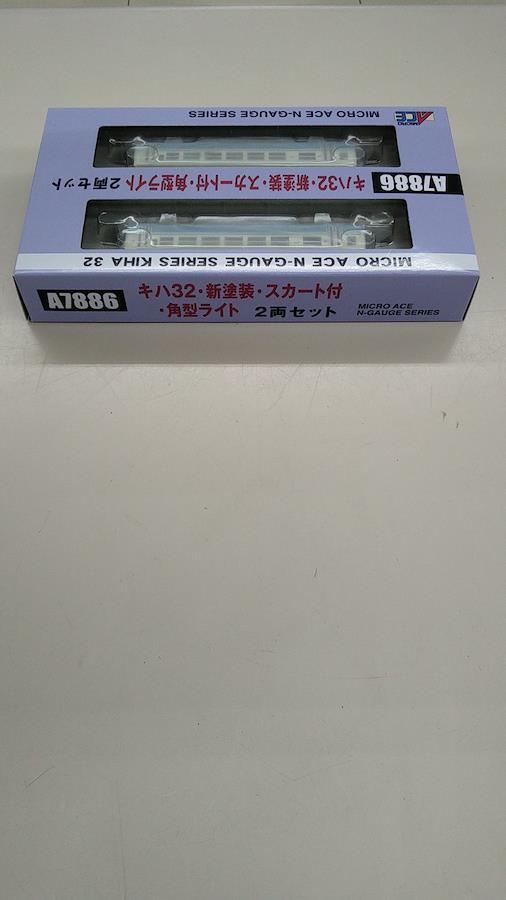 MICRO ACE
MICRO ACE N-GAUGE SERIES
A7886 キハ32・新塗装・スカート付・角型ライト 2両セット
MICRO ACE N-GAUGE SERIES KIHA 32
A7886
キハ32・新塗装・スカート付
・角型ライト 2両セット
MICRO ACE
N-GAUGE SERIES